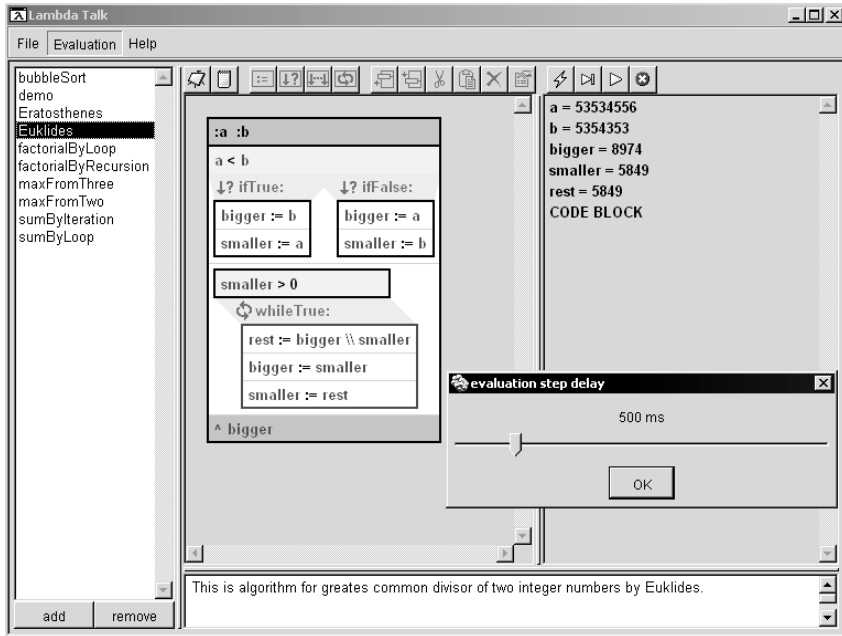 Lambda Talk
File Evaluation Help
bubbleSort
demo
Eratosthenes
Euklides
factorialByLoop
factorialByRecursion
maxFromThree
maxFromTwo
sumByIteration
sumByLoop
add remove
:=
?
:a :b
a < b
? ifTrue: ? ifFalse:
bigger := b bigger := a
smaller := a smaller := b
smaller > 0
whileTrue:
rest := bigger \\ smaller
bigger := smaller
smaller := rest
^ bigger
a = 53534556
b = 5354353
bigger = 8974
smaller = 5849
rest = 5849
CODE BLOCK
evaluation step delay
500 ms
OK
This is algorithm for greates common divisor of two integer numbers by Euklides.